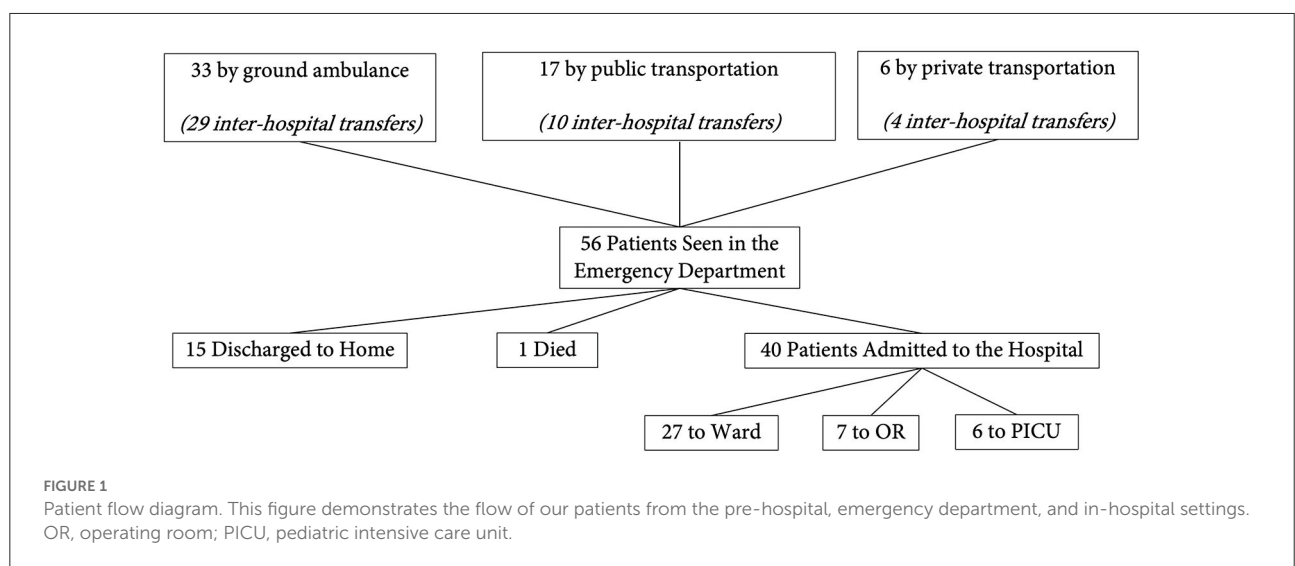 33 by ground ambulance
(29 inter-hospital transfers)
17 by public transportation
(10 inter-hospital transfers)
6 by private transportation
(4 inter-hospital transfers)
56 Patients Seen in the
Emergency Department
15 Discharged to Home
1 Died
40 Patients Admitted to the Hospital
27 to Ward
7 to OR
6 to PICU
FIGURE 1
Patient flow diagram. This figure demonstrates the flow of our patients from the pre-hospital, emergency department, and in-hospital settings.
OR, operating room; PICU, pediatric intensive care unit.